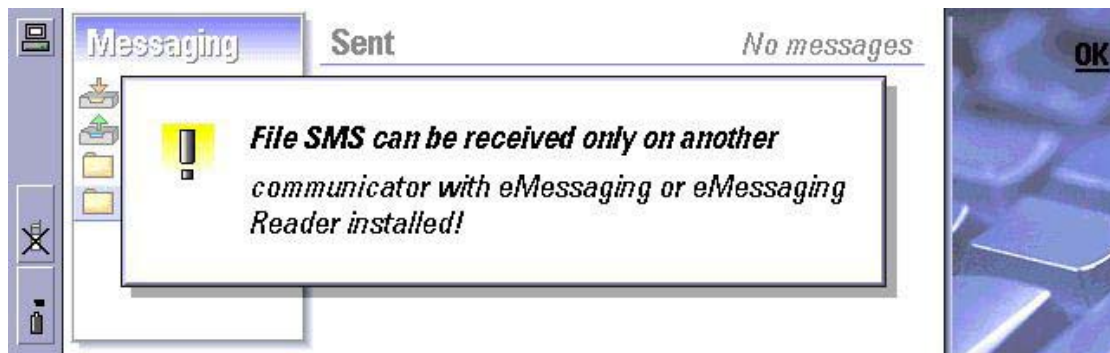 Messaging
Sent
No messages
OK
File SMS can be received only on another
communicator with eMessaging or eMessaging
Reader installed!